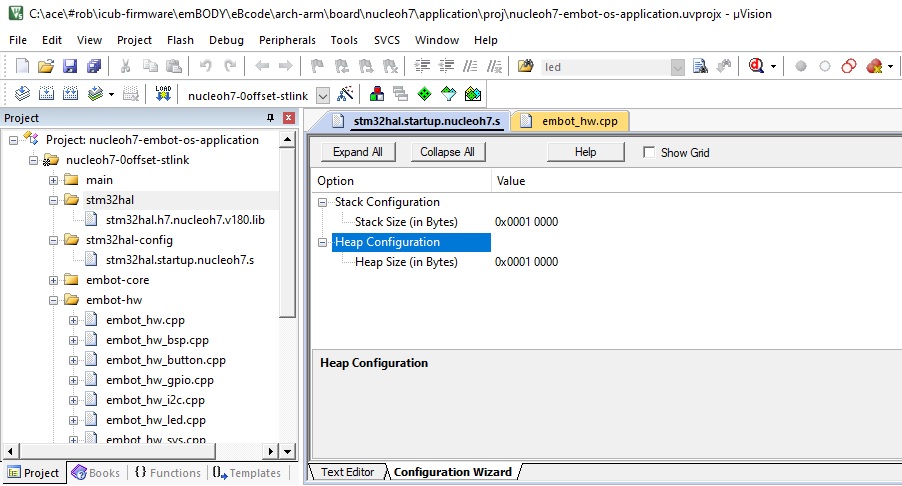 C:\ace\#rob\icub-firmware\emBODY\eBcode\arch-arm\board\nucleoh7\application\proj\nucleoh7-embot-os-application.uvprojx - µVision
File Edit View Project Flash Debug Peripherals Tools SVCS Window Help
led
LOAD nucleoh7-0offset-stlink
Project
Project: nucleoh7-embot-os-application
nucleoh7-0offset-stlink
main
stm32hal
stm32hal.h7.nucleoh7.v180.lib
stm32hal-config
stm32hal.startup.nucleoh7.s
embot-core
embot-hw
embot_hw.cpp
embot_hw_bsp.cpp
embot_hw_button.cpp
embot_hw_gpio.cpp
embot_hw_i2c.cpp
embot_hw_led.cpp
embot_hw_sys.cpp
Project Books {} Functions Templates
stm32hal.startup.nucleoh7.s embot_hw.cpp
Expand All Collapse All Help Show Grid
Option Value
Stack Configuration
Stack Size (in Bytes) 0x0001 0000
Heap Configuration
Heap Size (in Bytes) 0x0001 0000
Heap Configuration
Text Editor Configuration Wizard